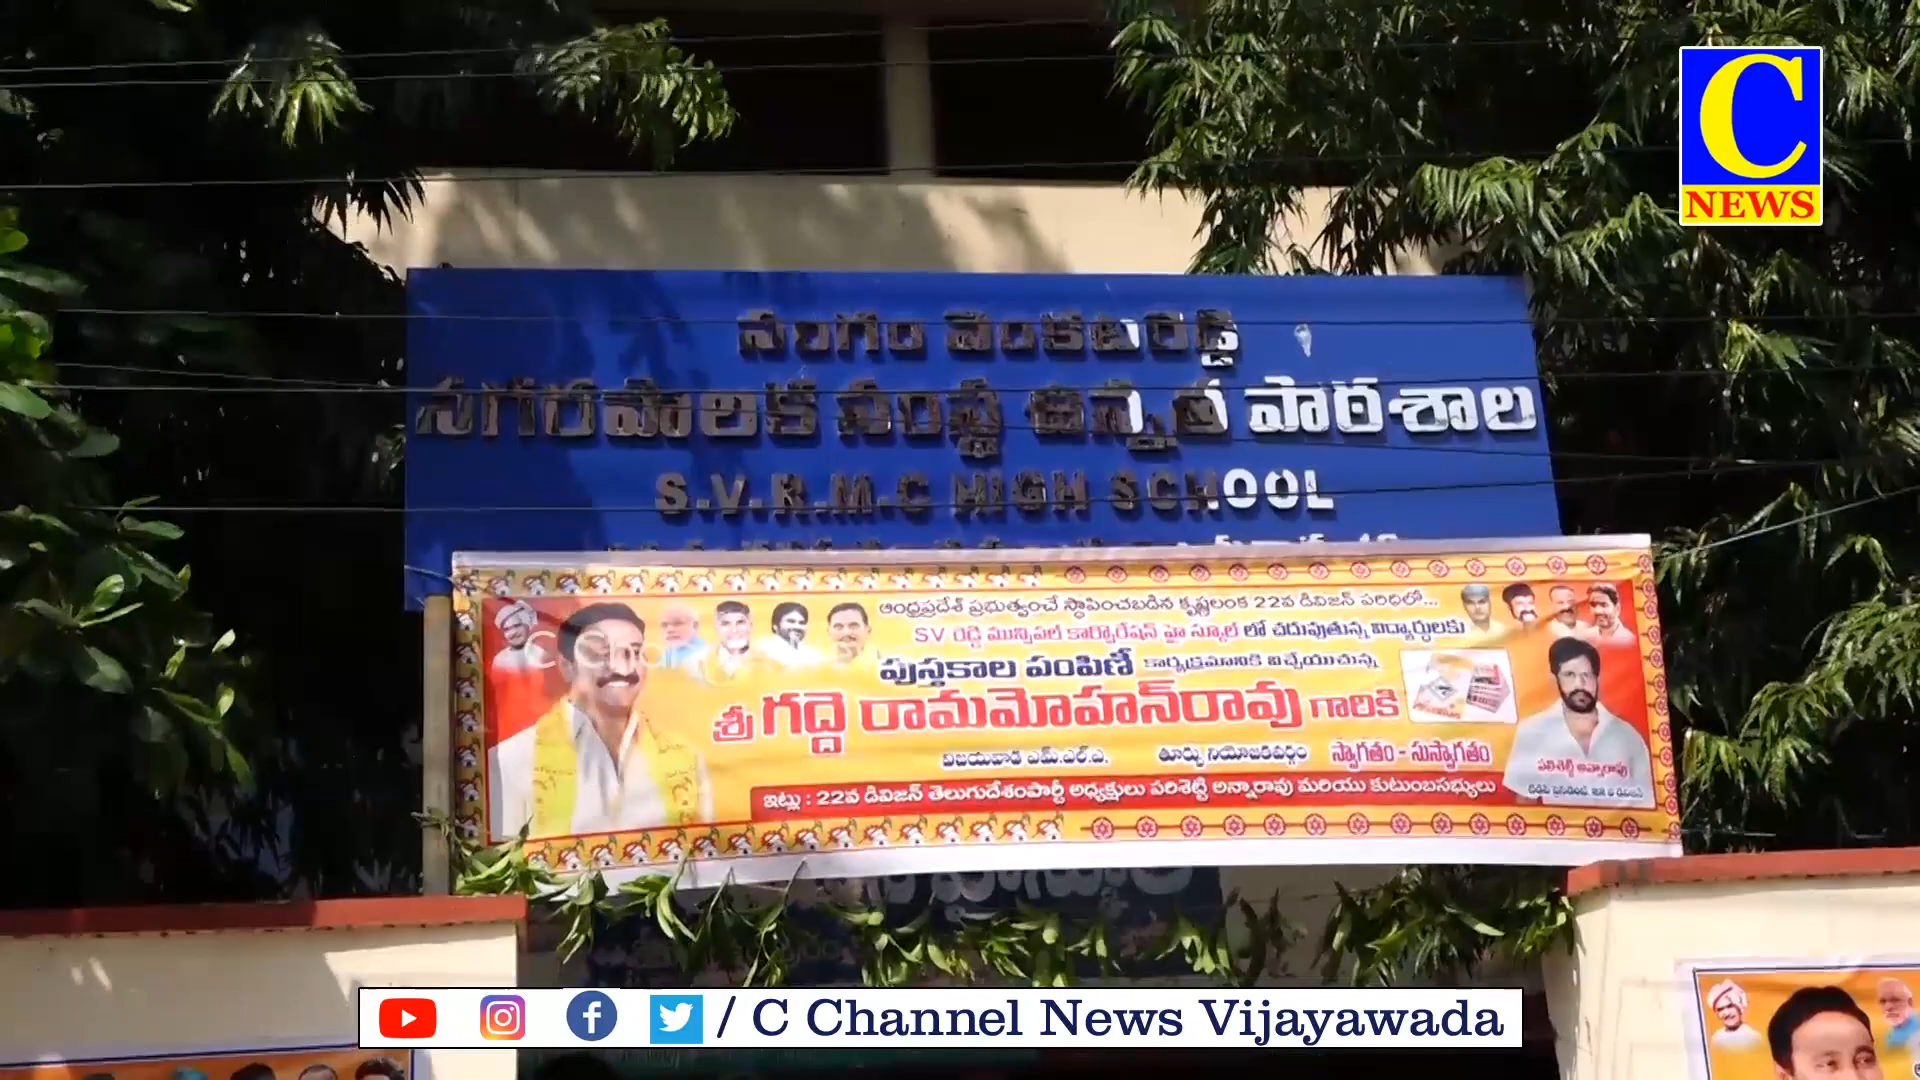 C
NEWS
సంగం వెంకటరెడ్డి
నగరపాలక సంస్థ ఉన్నత పాఠశాల
S.V.R.M.C HIGH SCHOOL
ఆంధ్రప్రదేశ్ ప్రభుత్వంచే స్థాపించబడిన కృష్ణలంక 22వ డివిజన్ పరిధిలో...
SV రెడ్డి మున్సిపల్ కార్పొరేషన్ హై స్కూల్ లో చదువుతున్న విద్యార్థులకు
పుస్తకాల పంపిణీ కార్యక్రమానికి విచ్చేయుచున్న
శ్రీ గద్దె రామమోహన్‌రావు గారికి
విజయవాడ ఎమ్.ఎల్.ఎ. తూర్పు నియోజకవర్గం స్వాగతం - సుస్వాగతం
పరిశెట్టి అన్నారావు
ఇట్లు : 22వ డివిజన్ తెలుగుదేశంపార్టీ అధ్యక్షులు పరిశెట్టి అన్నారావు మరియు కుటుంబసభ్యులు
/ C Channel News Vijayawada